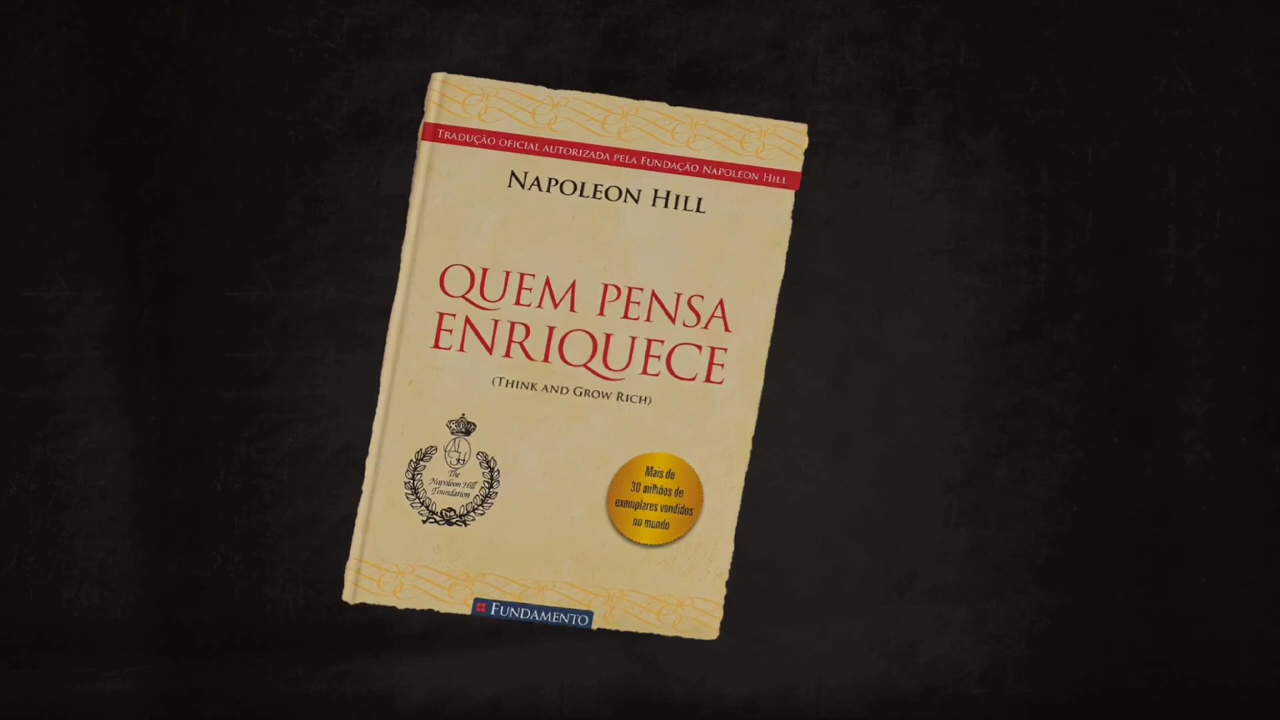 TRADUÇÃO OFICIAL AUTORIZADA PELA FUNDAÇÃO NAPOLEON HILL
NAPOLEON HILL
QUEM PENSA
ENRIQUECE
(THINK AND GROW RICH)
The
Napoleon Hill
Foundation
Mais de
30 milhões de
exemplares vendidos
no mundo
FUNDAMENTO